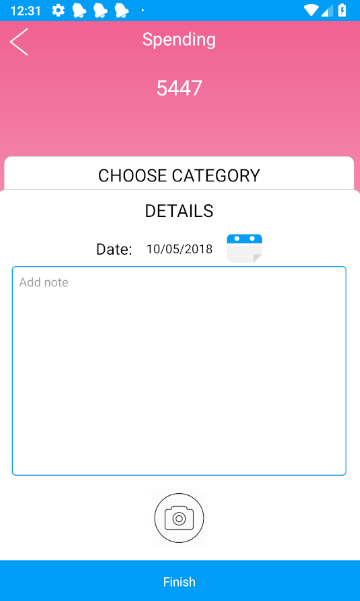 12:31
Spending
5447
CHOOSE CATEGORY
DETAILS
Date: 10/05/2018
Add note
Finish